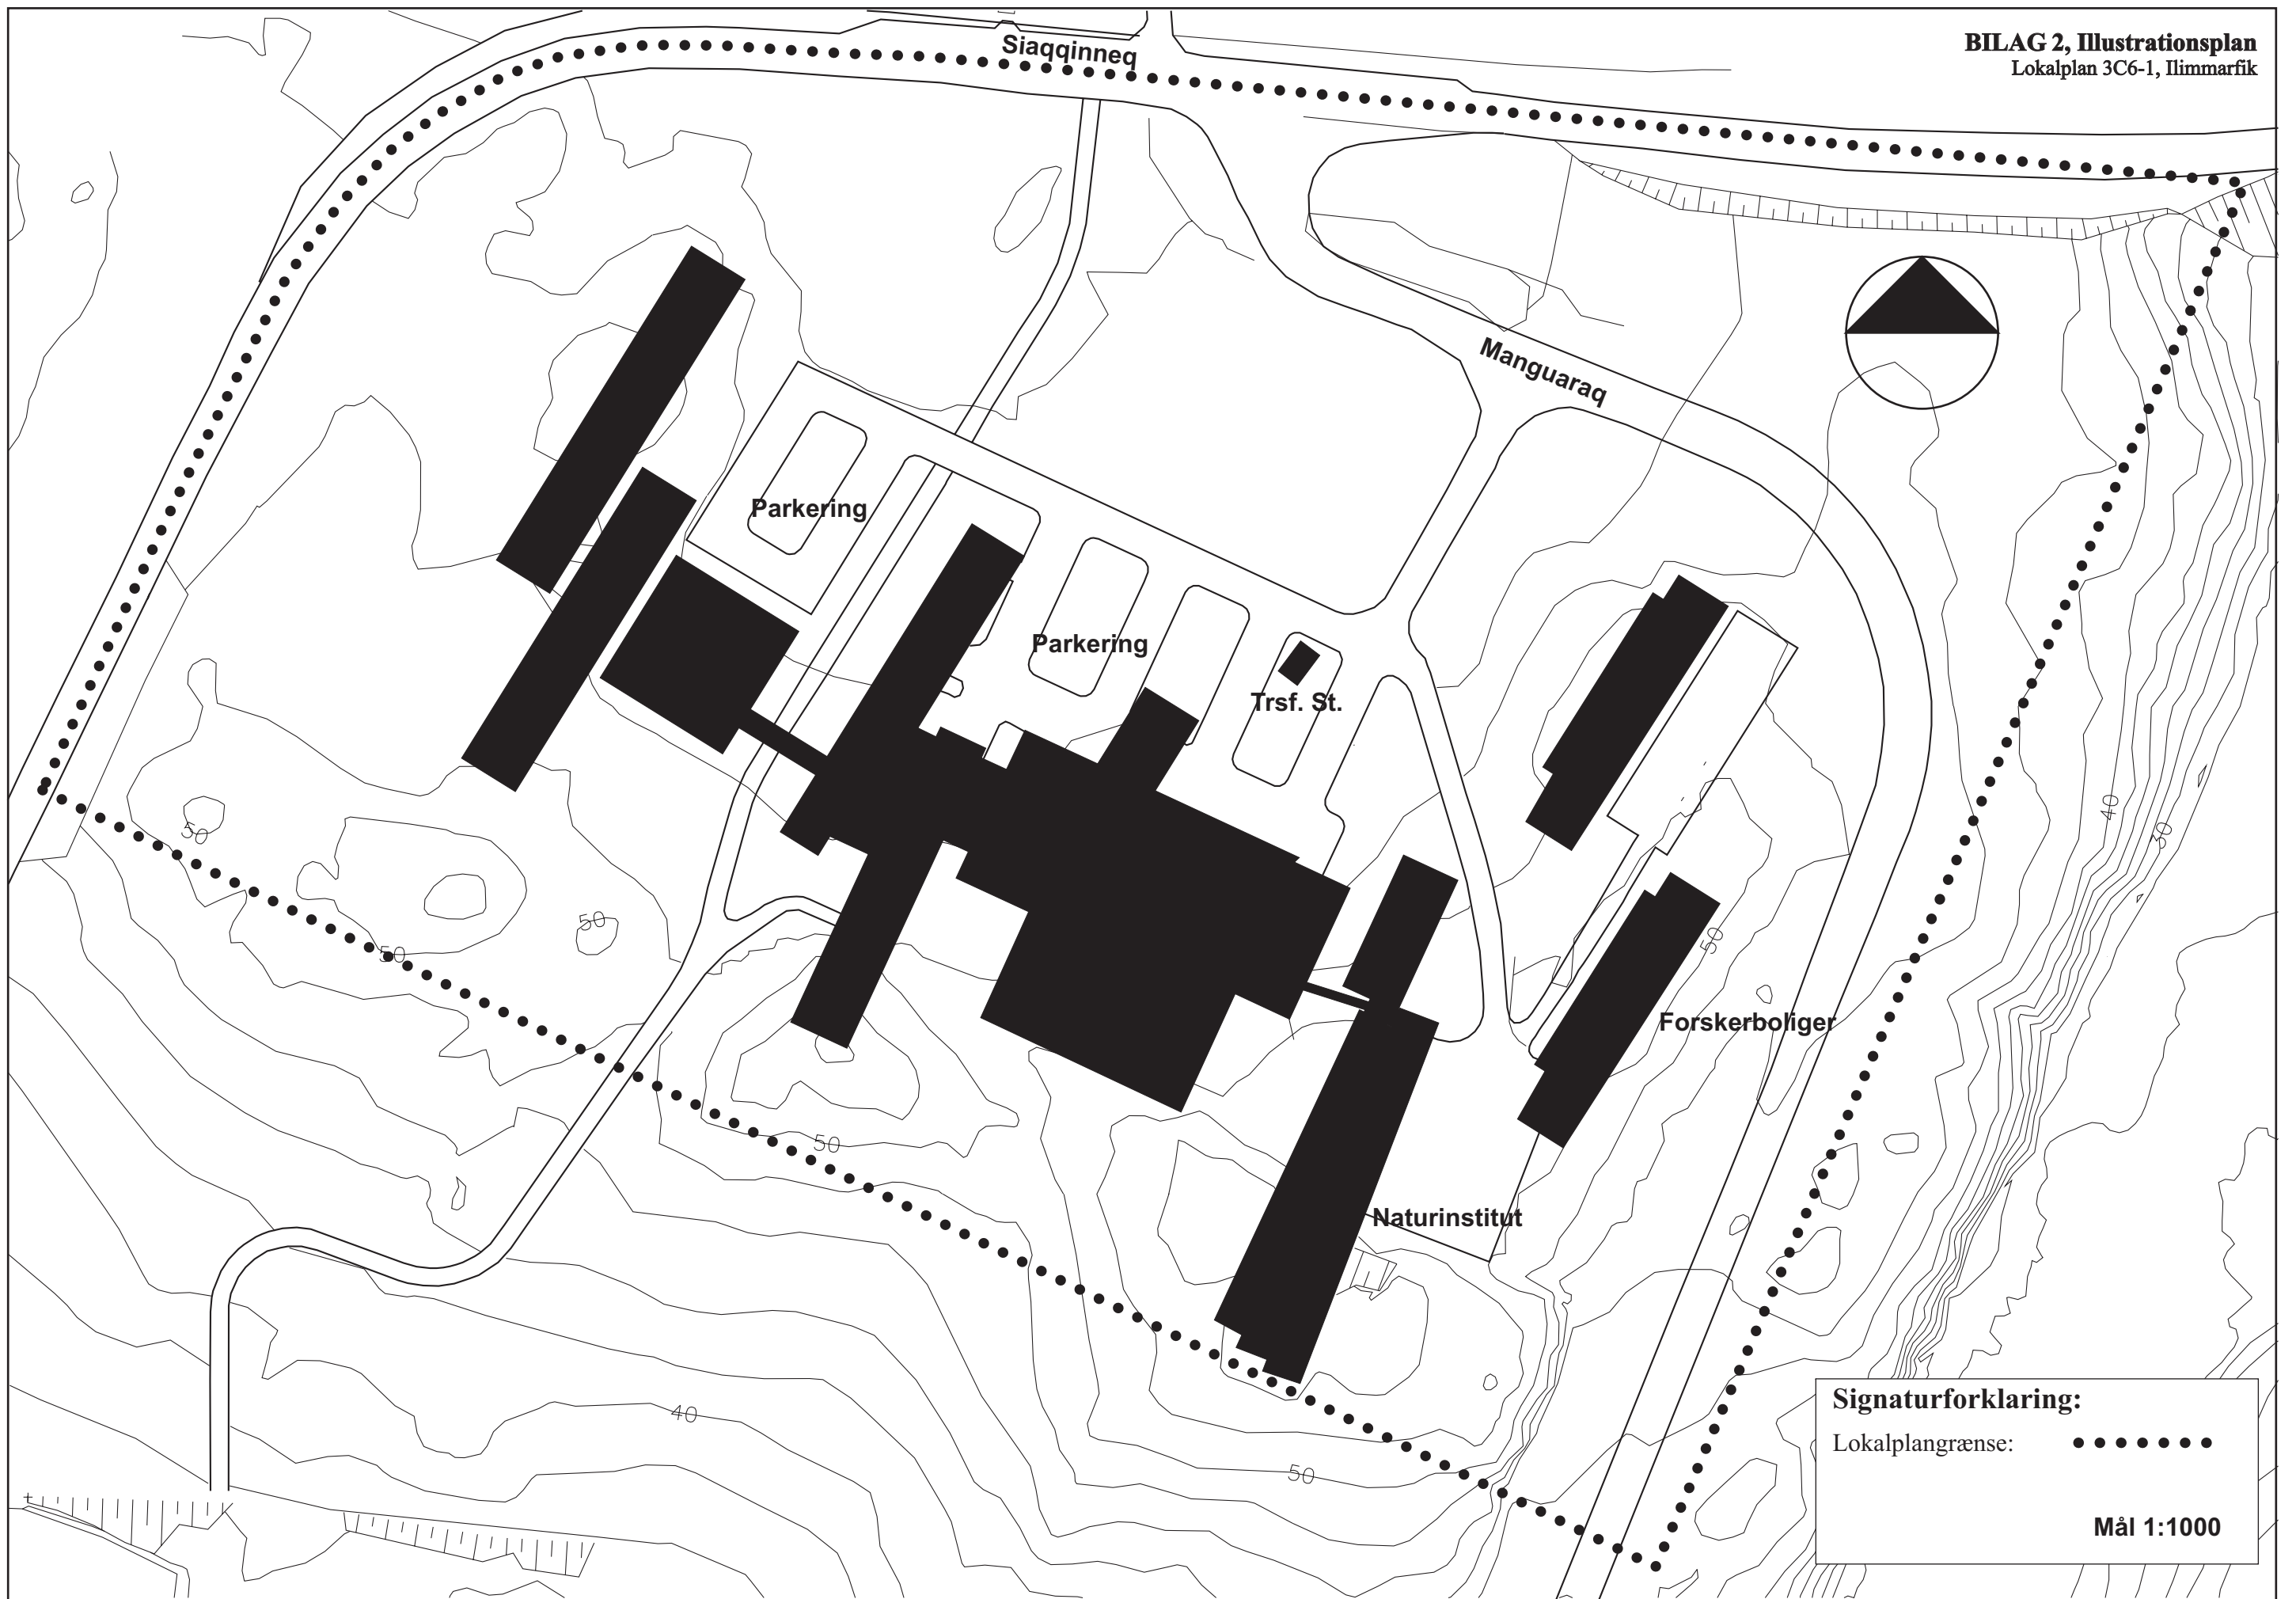 BILAG 2, Illustrationsplan
Lokalplan 3C6-1, Ilimmarfik
Siaqqinneq
Manguaraq
Parkering
Parkering
Trsf. St.
40
30
50
50
50
50
Forskerboliger
50
Naturinstitut
40
50
Signaturforklaring:
Lokalplangrænse:
Mål 1:1000